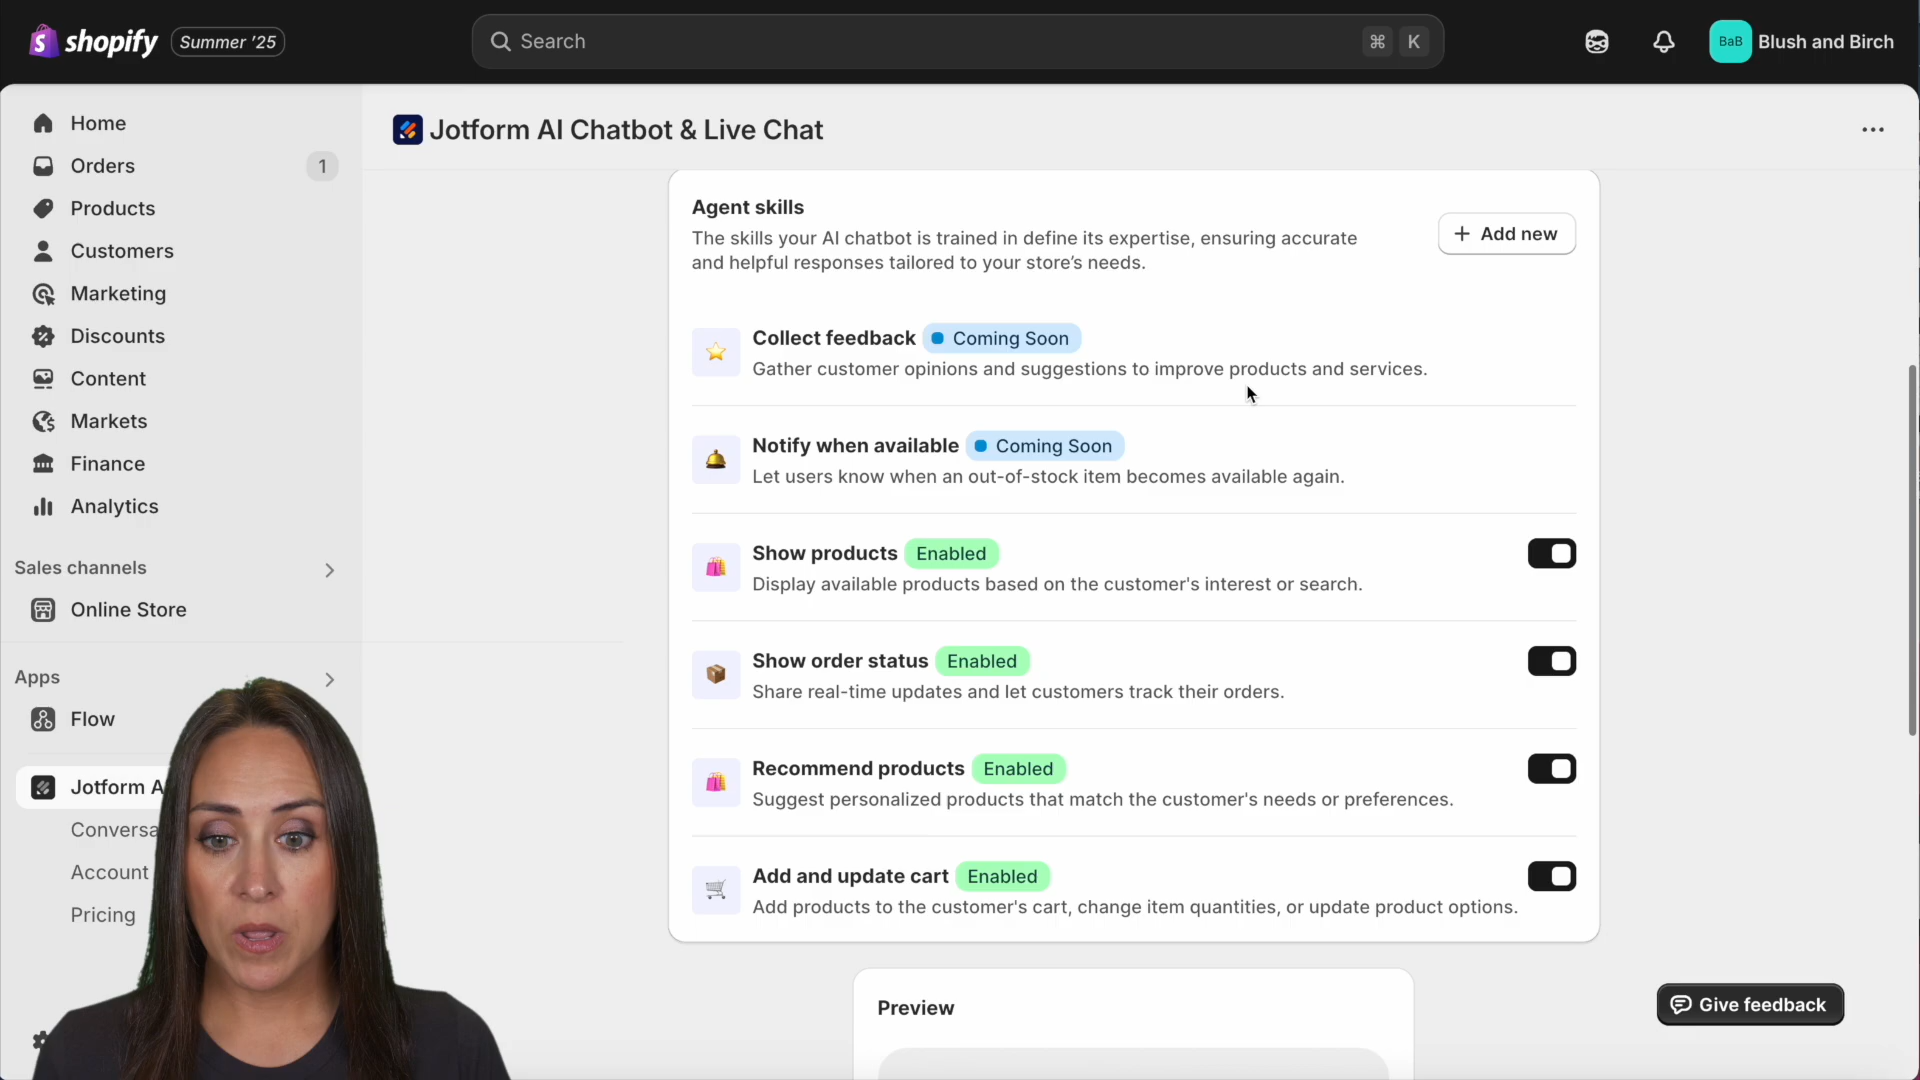 shopify
Summer '25
Search
⌘ K
BaB
Blush and Birch
Home
Orders
1
Products
Customers
Marketing
Discounts
Content
Markets
Finance
Analytics
Sales channels
Online Store
Apps
Flow
Jotform A
Conversa
Account
Pricing
Jotform AI Chatbot & Live Chat
Agent skills
The skills your AI chatbot is trained in define its expertise, ensuring accurate
and helpful responses tailored to your store's needs.
+ Add new
Collect feedback
Coming Soon
Gather customer opinions and suggestions to improve products and services.
Notify when available
Coming Soon
Let users know when an out-of-stock item becomes available again.
Show products
Enabled
Display available products based on the customer's interest or search.
Show order status
Enabled
Share real-time updates and let customers track their orders.
Recommend products
Enabled
Suggest personalized products that match the customer's needs or preferences.
Add and update cart
Enabled
Add products to the customer's cart, change item quantities, or update product options.
Preview
Give feedback